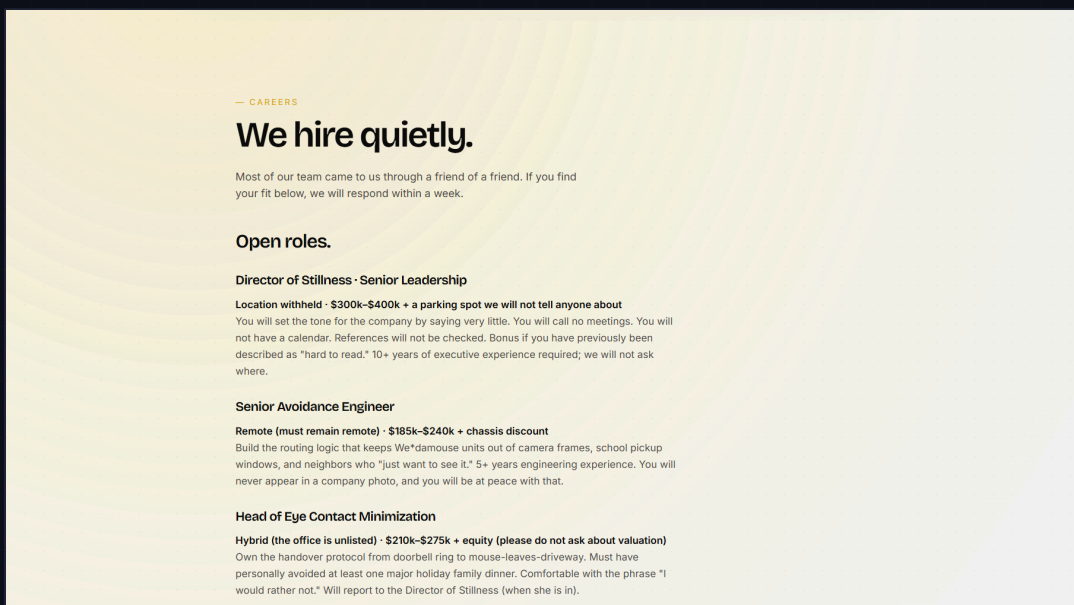 — CAREERS
We hire quietly.
Most of our team came to us through a friend of a friend. If you find
your fit below, we will respond within a week.
Open roles.
Director of Stillness · Senior Leadership
Location withheld · $300k–$400k + a parking spot we will not tell anyone about
You will set the tone for the company by saying very little. You will call no meetings. You will
not have a calendar. References will not be checked. Bonus if you have previously been
described as "hard to read." 10+ years of executive experience required; we will not ask
where.
Senior Avoidance Engineer
Remote (must remain remote) · $185k–$240k + chassis discount
Build the routing logic that keeps We*damouse units out of camera frames, school pickup
windows, and neighbors who "just want to see it." 5+ years engineering experience. You will
never appear in a company photo, and you will be at peace with that.
Head of Eye Contact Minimization
Hybrid (the office is unlisted) · $210k–$275k + equity (please do not ask about valuation)
Own the handover protocol from doorbell ring to mouse-leaves-driveway. Must have
personally avoided at least one major holiday family dinner. Comfortable with the phrase "I
would rather not." Will report to the Director of Stillness (when she is in).